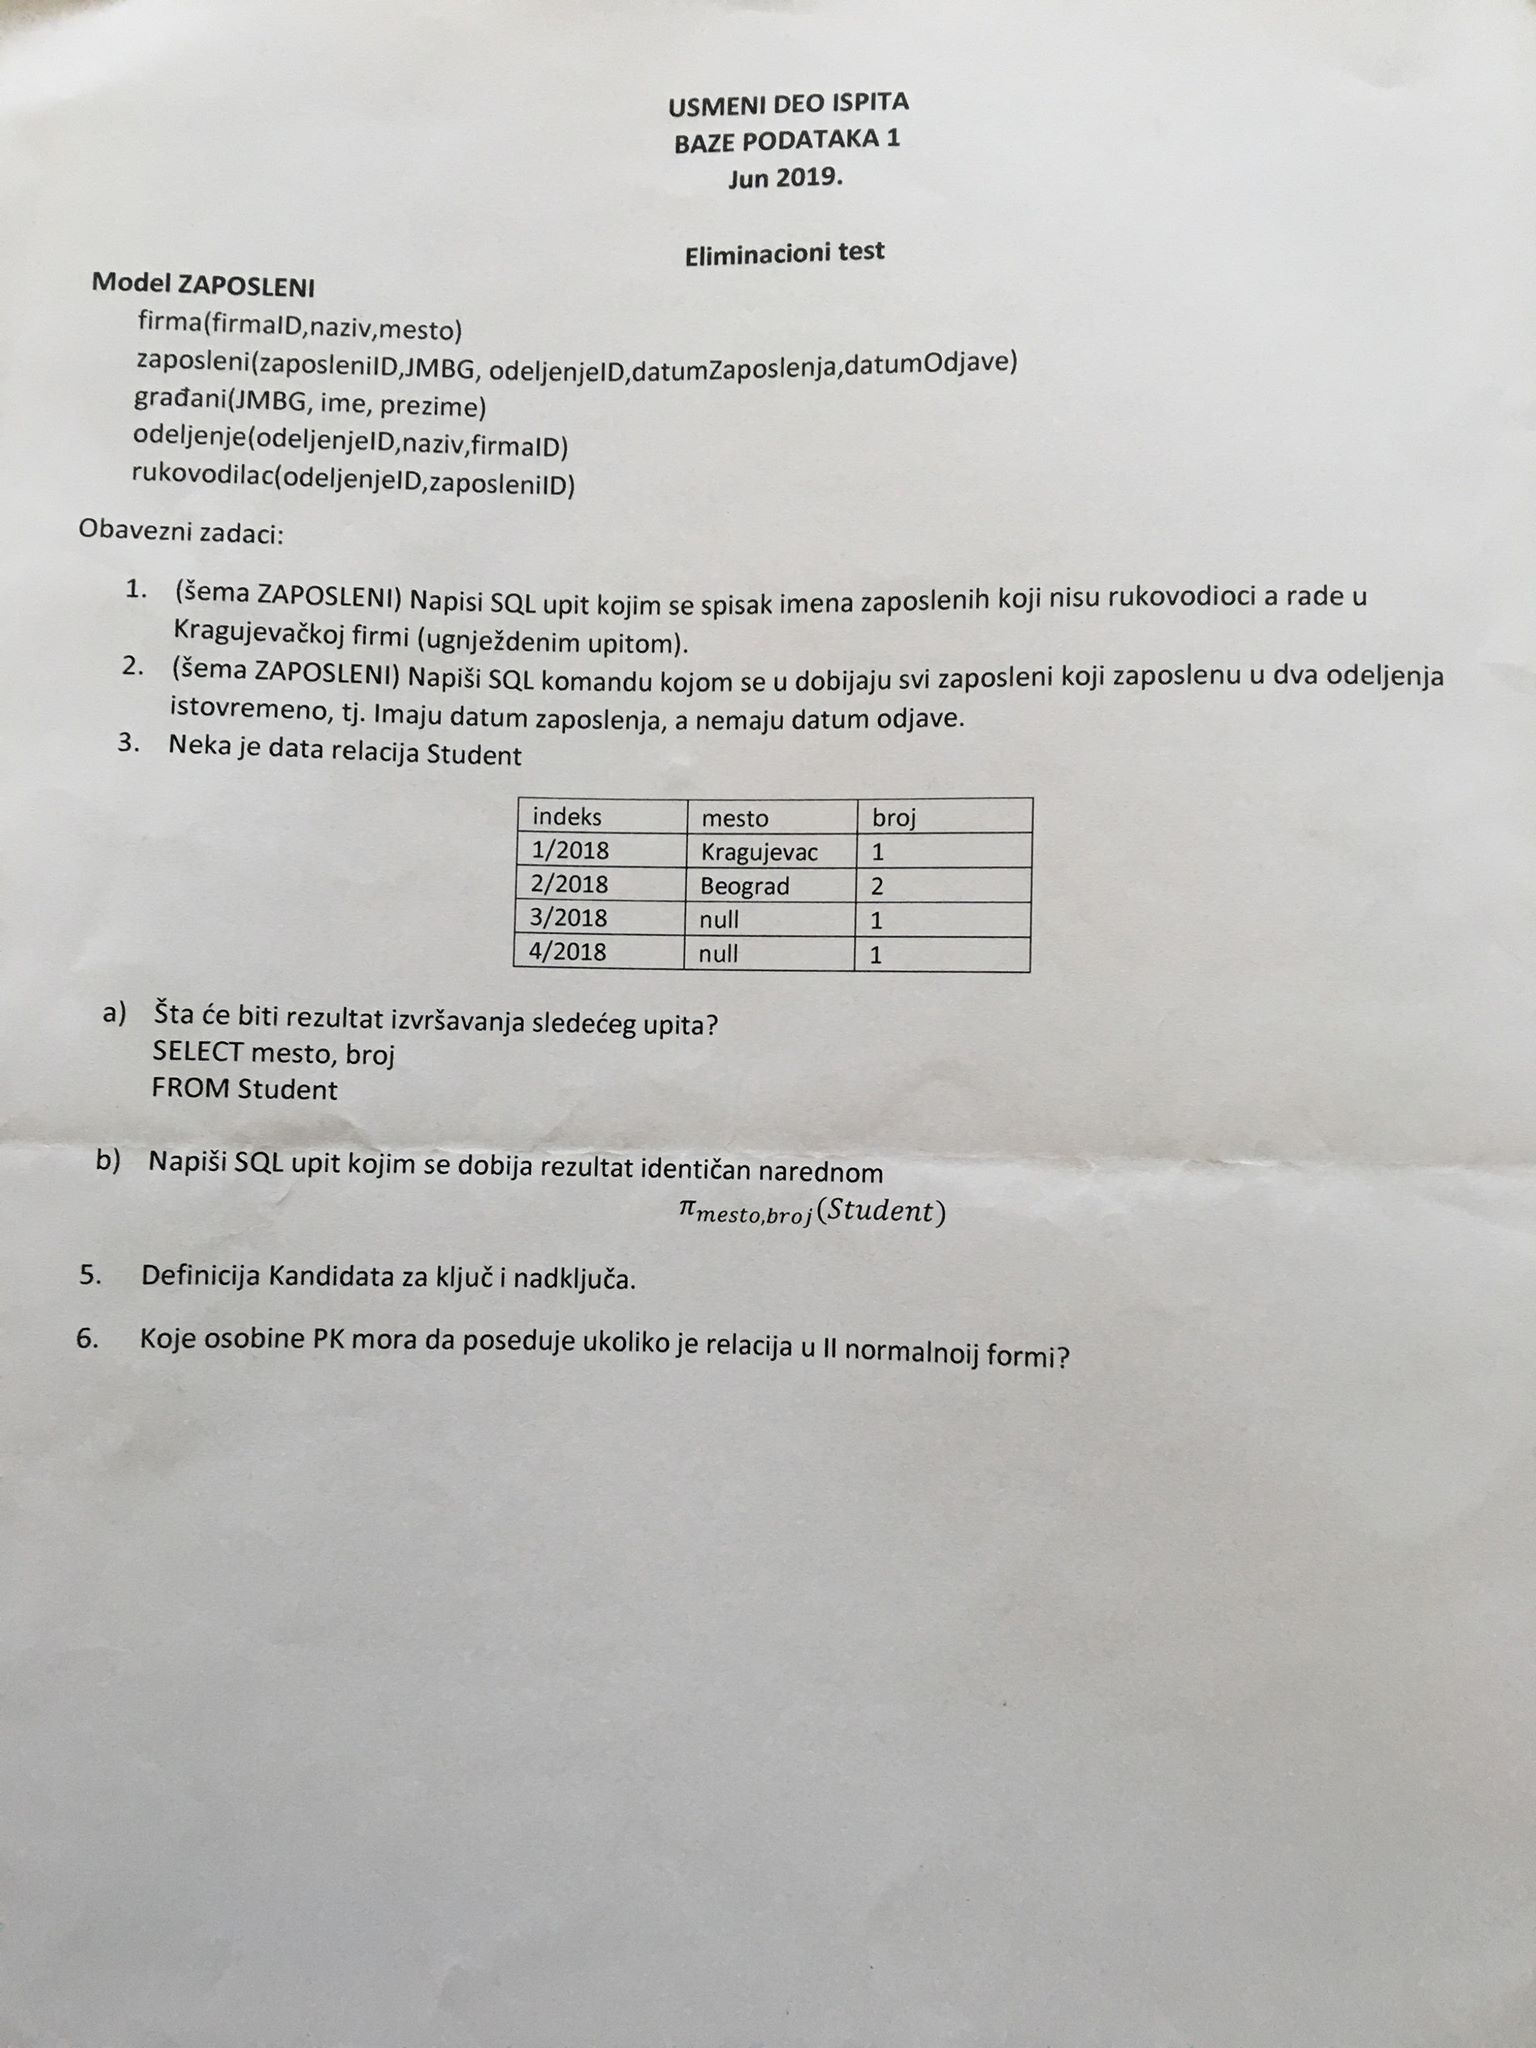 USMENI DEO ISPITA
BAZE PODATAKA 1
Jun 2019.
Eliminacioni test
Model ZAPOSLENI
firma(firmaID,naziv,mesto)
zaposleni(zaposleniID,JMBG, odeljenjeID,datumZaposlenja,datumOdjave)
građani(JMBG, ime, prezime)
odeljenje(odeljenjeID,naziv,firmaID)
rukovodilac(odeljenjeID,zaposleniID)
Obavezni zadaci:
1. (šema ZAPOSLENI) Napisi SQL upit kojim se spisak imena zaposlenih koji nisu rukovodioci a rade u
Kragujevačkoj firmi (ugnježdenim upitom).
2. (šema ZAPOSLENI) Napiši SQL komandu kojom se u dobijaju svi zaposleni koji zaposlenu u dva odeljenja
istovremeno, tj. Imaju datum zaposlenja, a nemaju datum odjave.
3. Neka je data relacija Student
indeks mesto broj
1/2018 Kragujevac 1
2/2018 Beograd 2
3/2018 null 1
4/2018 null 1
a) Šta će biti rezultat izvršavanja sledećeg upita?
SELECT mesto, broj
FROM Student
b) Napiši SQL upit kojim se dobija rezultat identičan narednom
π_{mesto,broj}(Student)
5. Definicija Kandidata za ključ i nadključa.
6. Koje osobine PK mora da poseduje ukoliko je relacija u II normalnoij formi?